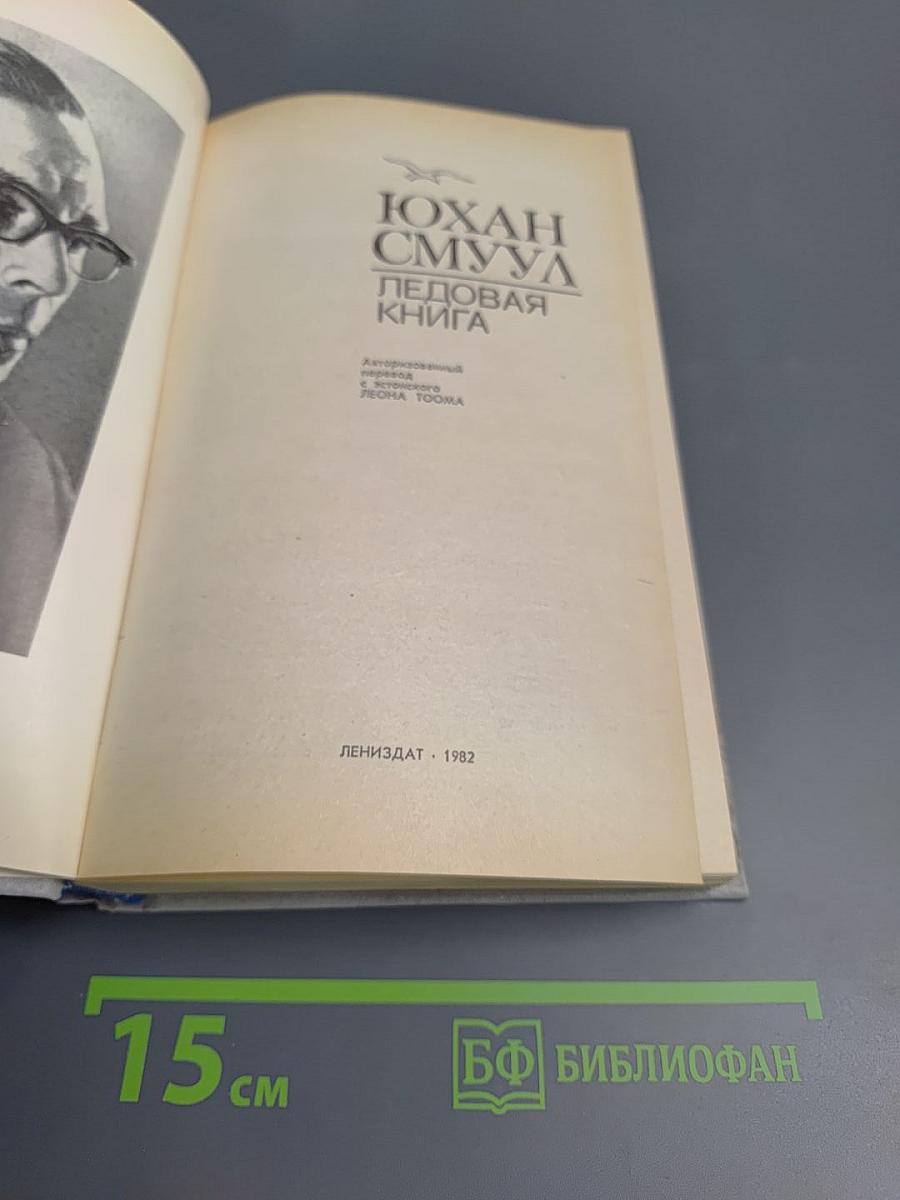 ЮХАН
СМУУЛ
ЛЕДОВАЯ
КНИГА
Авторизованный
перевод
с эстонского
ЛЕОНА ТООМА
ЛЕНИЗДАТ • 1982
15 см
БФ БИБЛИОФАН